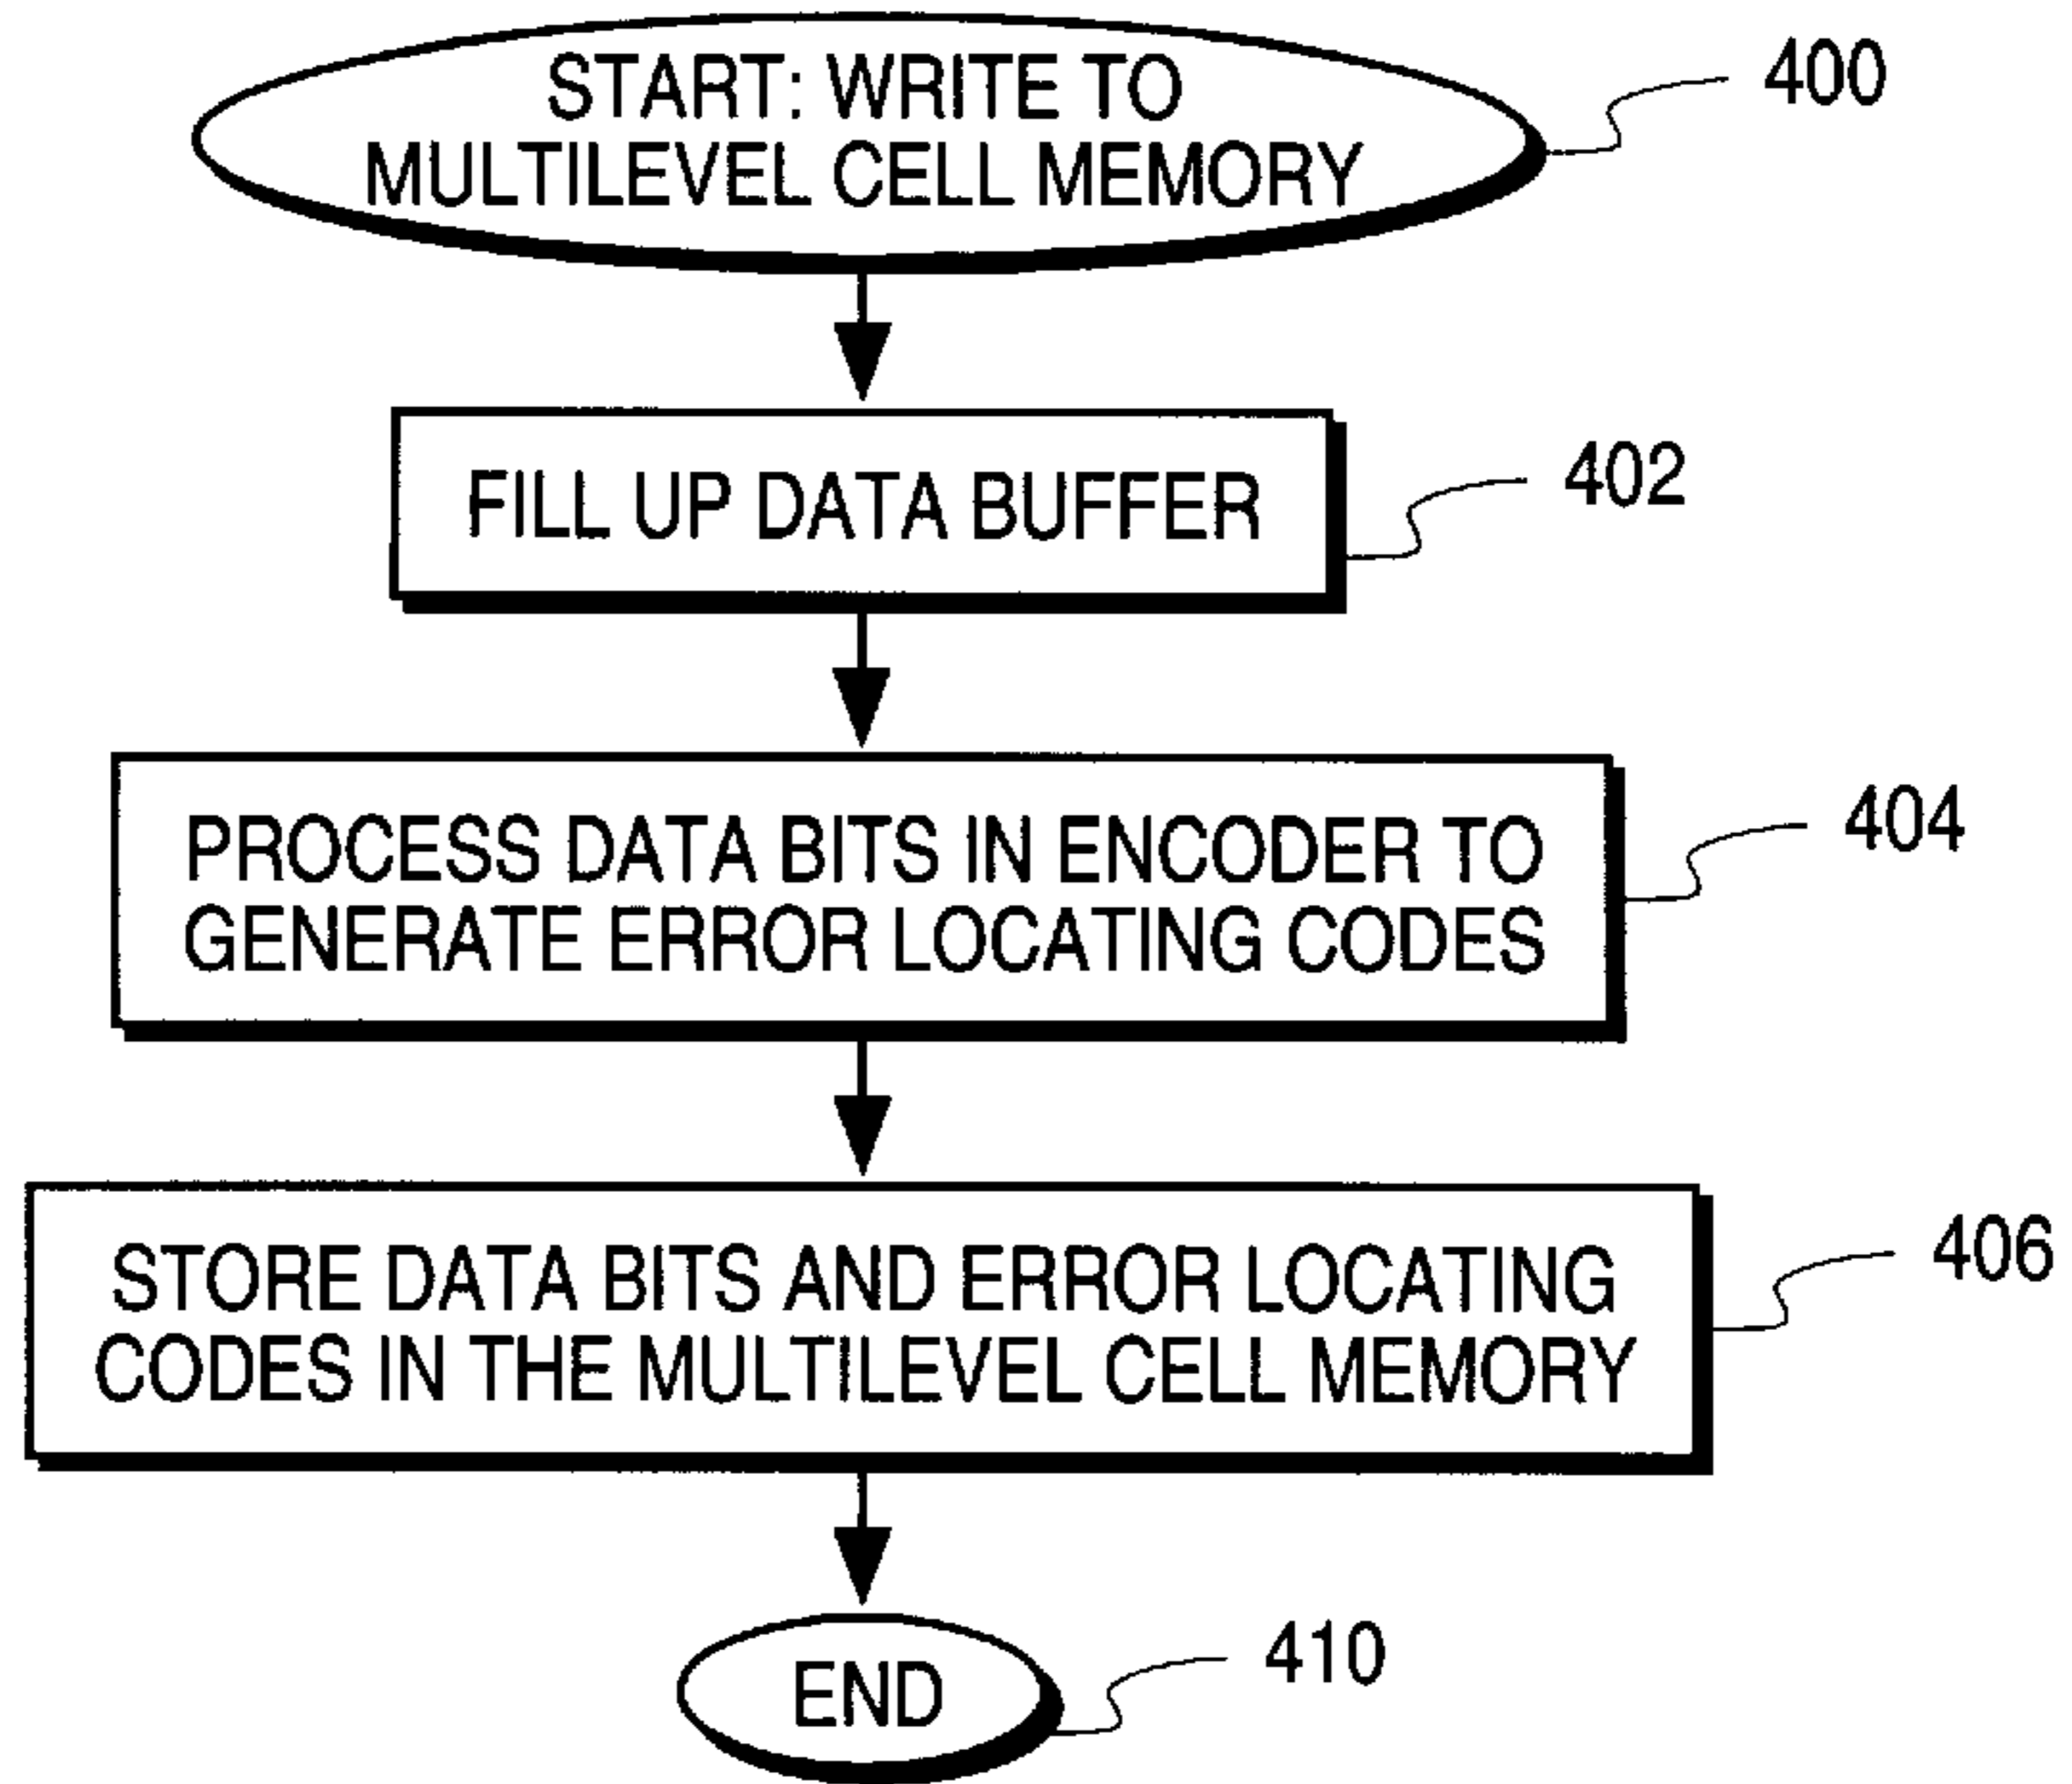 START: WRITE TO
MULTILEVEL CELL MEMORY
400
FILL UP DATA BUFFER
402
PROCESS DATA BITS IN ENCODER TO
GENERATE ERROR LOCATING CODES
404
STORE DATA BITS AND ERROR LOCATING
CODES IN THE MULTILEVEL CELL MEMORY
406
END
410